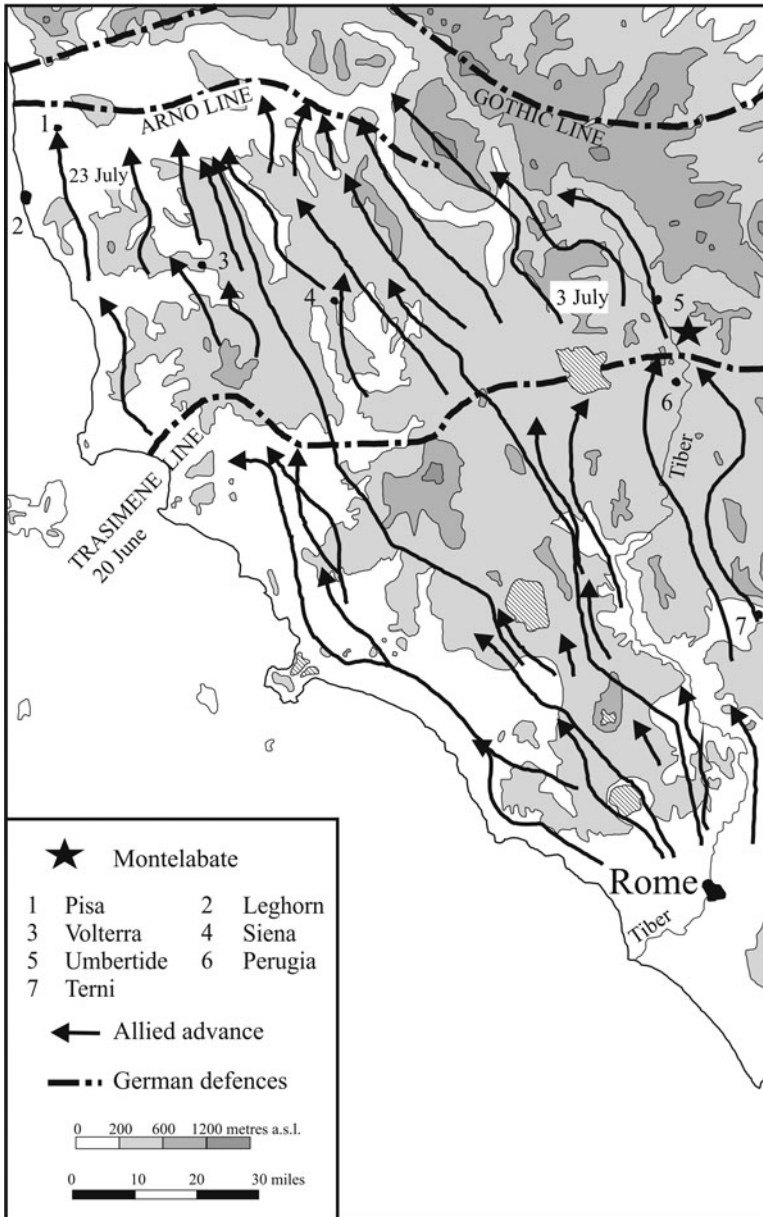 ARNO LINE
GOTHIC LINE
1
23 July
2
3
4
3 July
5
6
Tiber
TRASIMENE LINE
20 June
7
Rome
Tiber
Montelabate
1 Pisa 2 Leghorn
3 Volterra 4 Siena
5 Umbertide 6 Perugia
7 Terni
Allied advance
German defences
0 200 600 1200 metres a.s.l.
0 10 20 30 miles